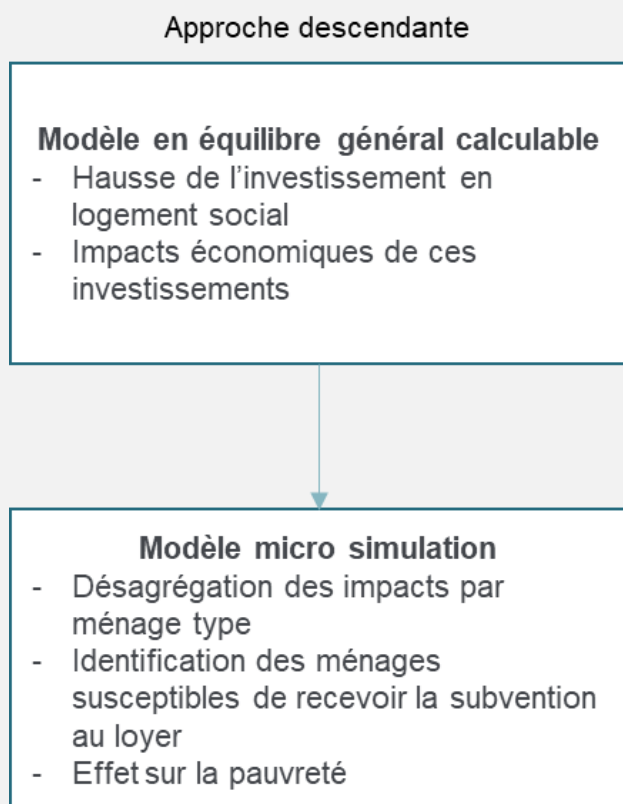 Approche descendante
Modèle en équilibre général calculable
- Hausse de l'investissement en
logement social
- Impacts économiques de ces
investissements
Modèle micro simulation
- Désagrégation des impacts par
ménage type
- Identification des ménages
susceptibles de recevoir la subvention
au loyer
- Effet sur la pauvreté